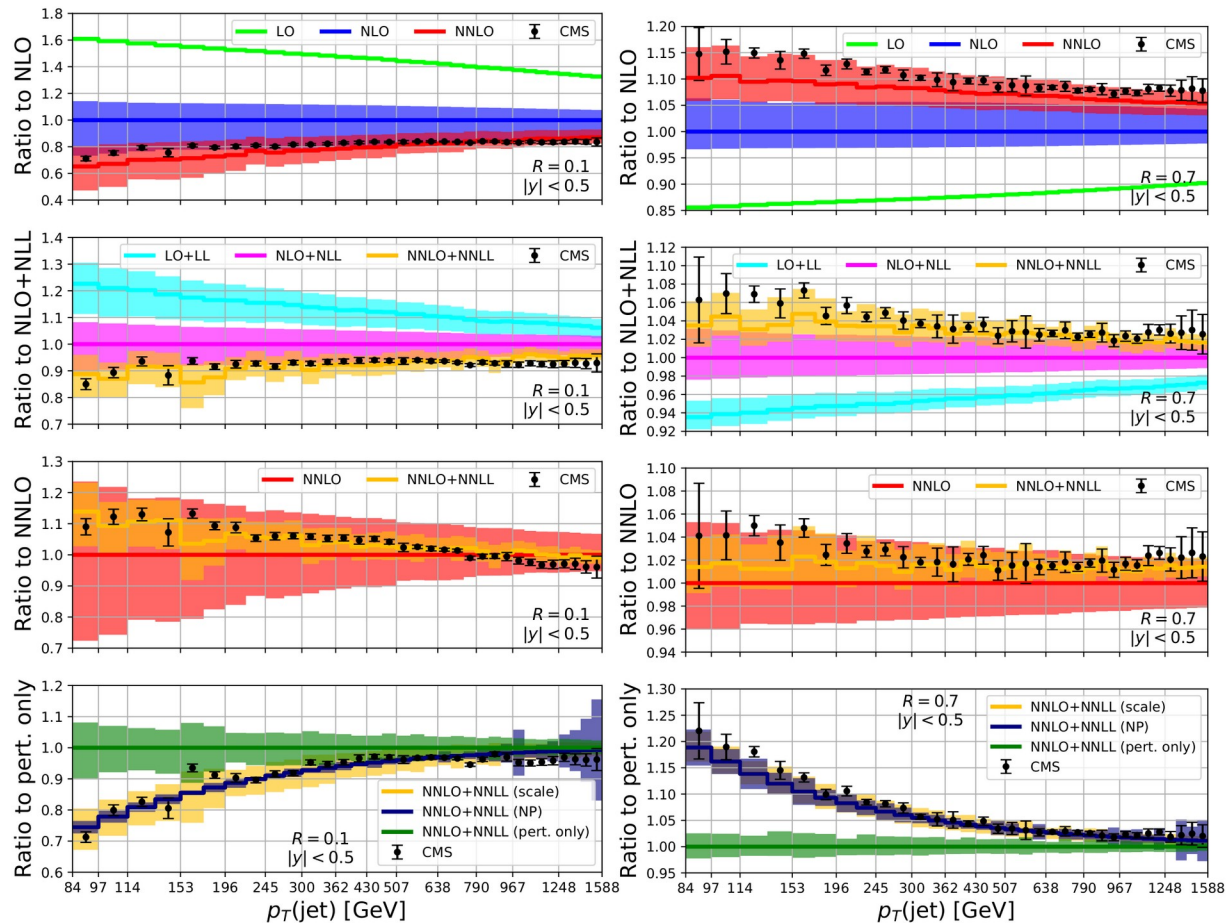 Ratio to NLO
1.8
1.6
1.4
1.2
1.0
0.8
0.6
0.4
LO NLO NNLO CMS
R = 0.1
|y| < 0.5
Ratio to NLO
1.20
1.15
1.10
1.05
1.00
0.95
0.90
0.85
LO NLO NNLO CMS
R = 0.7
|y| < 0.5
Ratio to NLO+NLL
1.4
1.3
1.2
1.1
1.0
0.9
0.8
0.7
LO+LL NLO+NLL NNLO+NNLL CMS
R = 0.1
|y| < 0.5
Ratio to NLO+NLL
1.12
1.10
1.08
1.06
1.04
1.02
1.00
0.98
0.96
0.94
0.92
LO+LL NLO+NLL NNLO+NNLL CMS
R = 0.7
|y| < 0.5
Ratio to NNLO
1.3
1.2
1.1
1.0
0.9
0.8
0.7
NNLO NNLO+NNLL CMS
R = 0.1
|y| < 0.5
Ratio to NNLO
1.10
1.08
1.06
1.04
1.02
1.00
0.98
0.96
0.94
NNLO NNLO+NNLL CMS
R = 0.7
|y| < 0.5
Ratio to pert. only
1.2
1.1
1.0
0.9
0.8
0.7
0.6
NNLO+NNLL (scale)
NNLO+NNLL (NP)
NNLO+NNLL (pert. only)
CMS
R = 0.1
|y| < 0.5
84 97 114 153 196 245 300 362 430 507 638 790 967 1248 1588
pT(jet) [GeV]
Ratio to pert. only
1.30
1.25
1.20
1.15
1.10
1.05
1.00
0.95
R = 0.7
|y| < 0.5
NNLO+NNLL (scale)
NNLO+NNLL (NP)
NNLO+NNLL (pert. only)
CMS
84 97 114 153 196 245 300 362 430 507 638 790 967 1248 1588
pT(jet) [GeV]